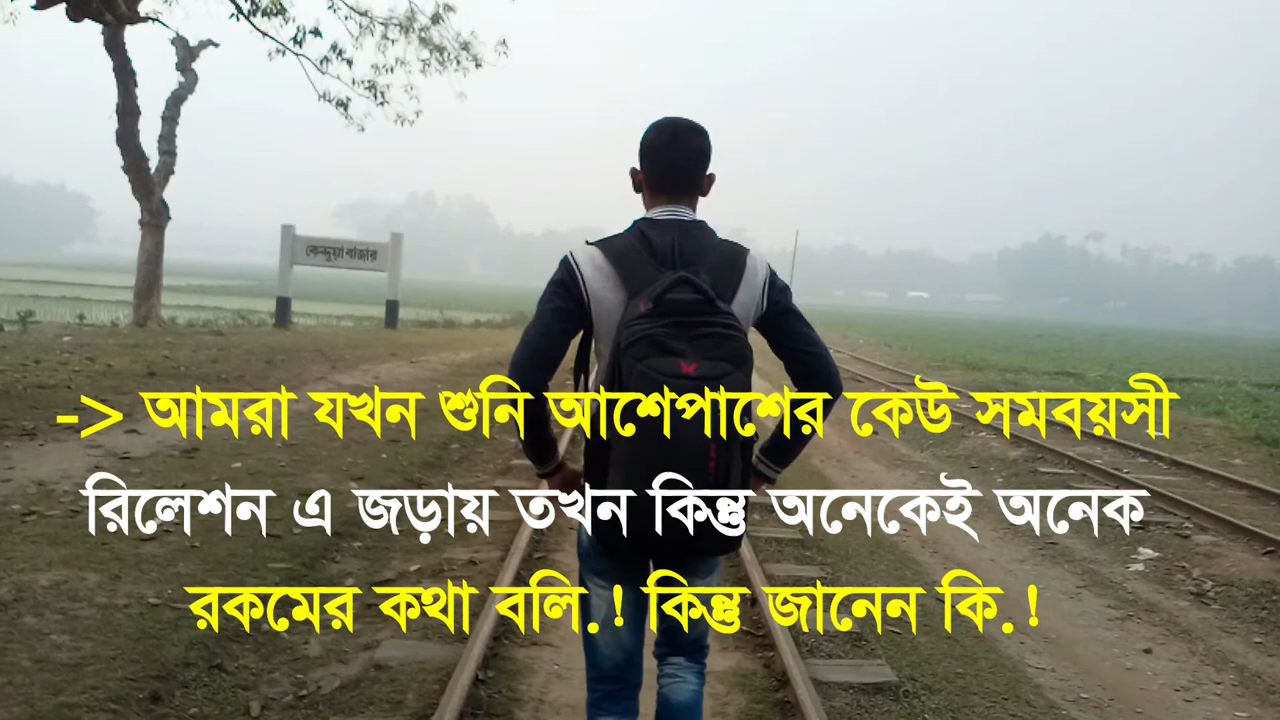 কেন্দুয়া বাজার
-> আমরা যখন শুনি আশেপাশের কেউ সমবয়সী
রিলেশন এ জড়ায় তখন কিন্তু অনেকেই অনেক
রকমের কথা বলি.! কিন্তু জানেন কি.!